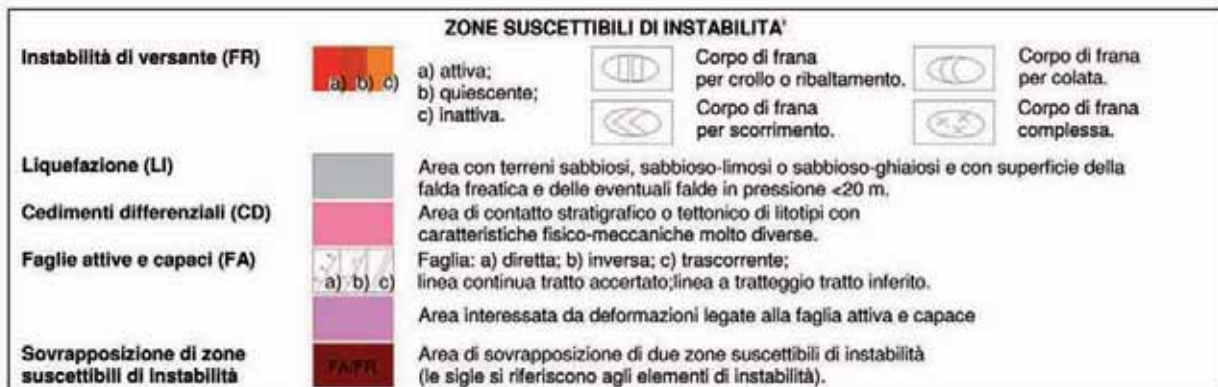 ZONE SUSCETTIBILI DI INSTABILITA'
Instabilità di versante (FR)
a) b) c)
a) attiva;
b) quiescente;
c) inattiva.
Corpo di frana
per crollo o ribaltamento.
Corpo di frana
per colata.
Corpo di frana
per scorrimento.
Corpo di frana
complessa.
Liquefazione (LI)
Area con terreni sabbiosi, sabbioso-limosi o sabbioso-ghiaiosi e con superficie della
falda freatica e delle eventuali falde in pressione <20 m.
Cedimenti differenziali (CD)
Area di contatto stratigrafico o tettonico di litotipi con
caratteristiche fisico-meccaniche molto diverse.
Faglie attive e capaci (FA)
a) b) c)
Faglia: a) diretta; b) inversa; c) trascorrente;
linea continua tratto accertato;linea a tratteggio tratto inferito.
Area interessata da deformazioni legate alla faglia attiva e capace
Sovrapposizione di zone
suscettibili di Instabilità
FA/FR
Area di sovrapposizione di due zone suscettibili di instabilità
(le sigle si riferiscono agli elementi di instabilità).